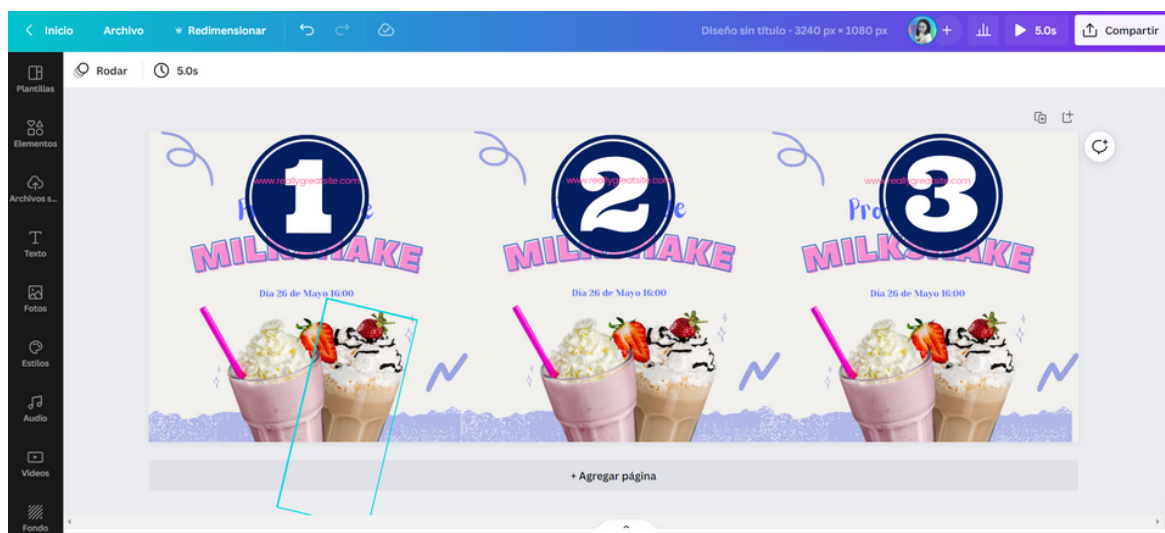 Inicio Archivo Redimensionar Diseño sin título - 3240 px × 1080 px + 5.0s Compartir
Rodar 5.0s
Plantillas
Elementos
Archivos s...
Texto
Fotos
Estilos
Audio
Videos
Fondo
1
www.reallygreatsite.com
MILKSHAKE
Día 26 de Mayo 16:00
2
www.reallygreatsite.com
MILKSHAKE
Día 26 de Mayo 16:00
3
www.reallygreatsite.com
MILKSHAKE
Día 26 de Mayo 16:00
+ Agregar página